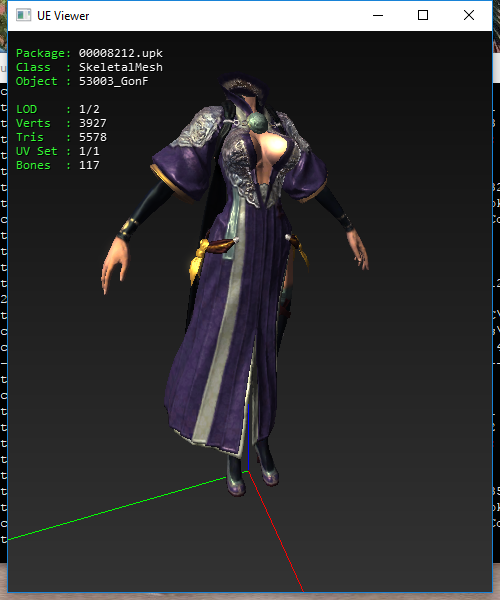 UE Viewer
Package: 00008212.upk
Class : SkeletalMesh
Object : 53003_GonF
LOD : 1/2
Verts : 3927
Tris : 5578
UV Set : 1/1
Bones : 117